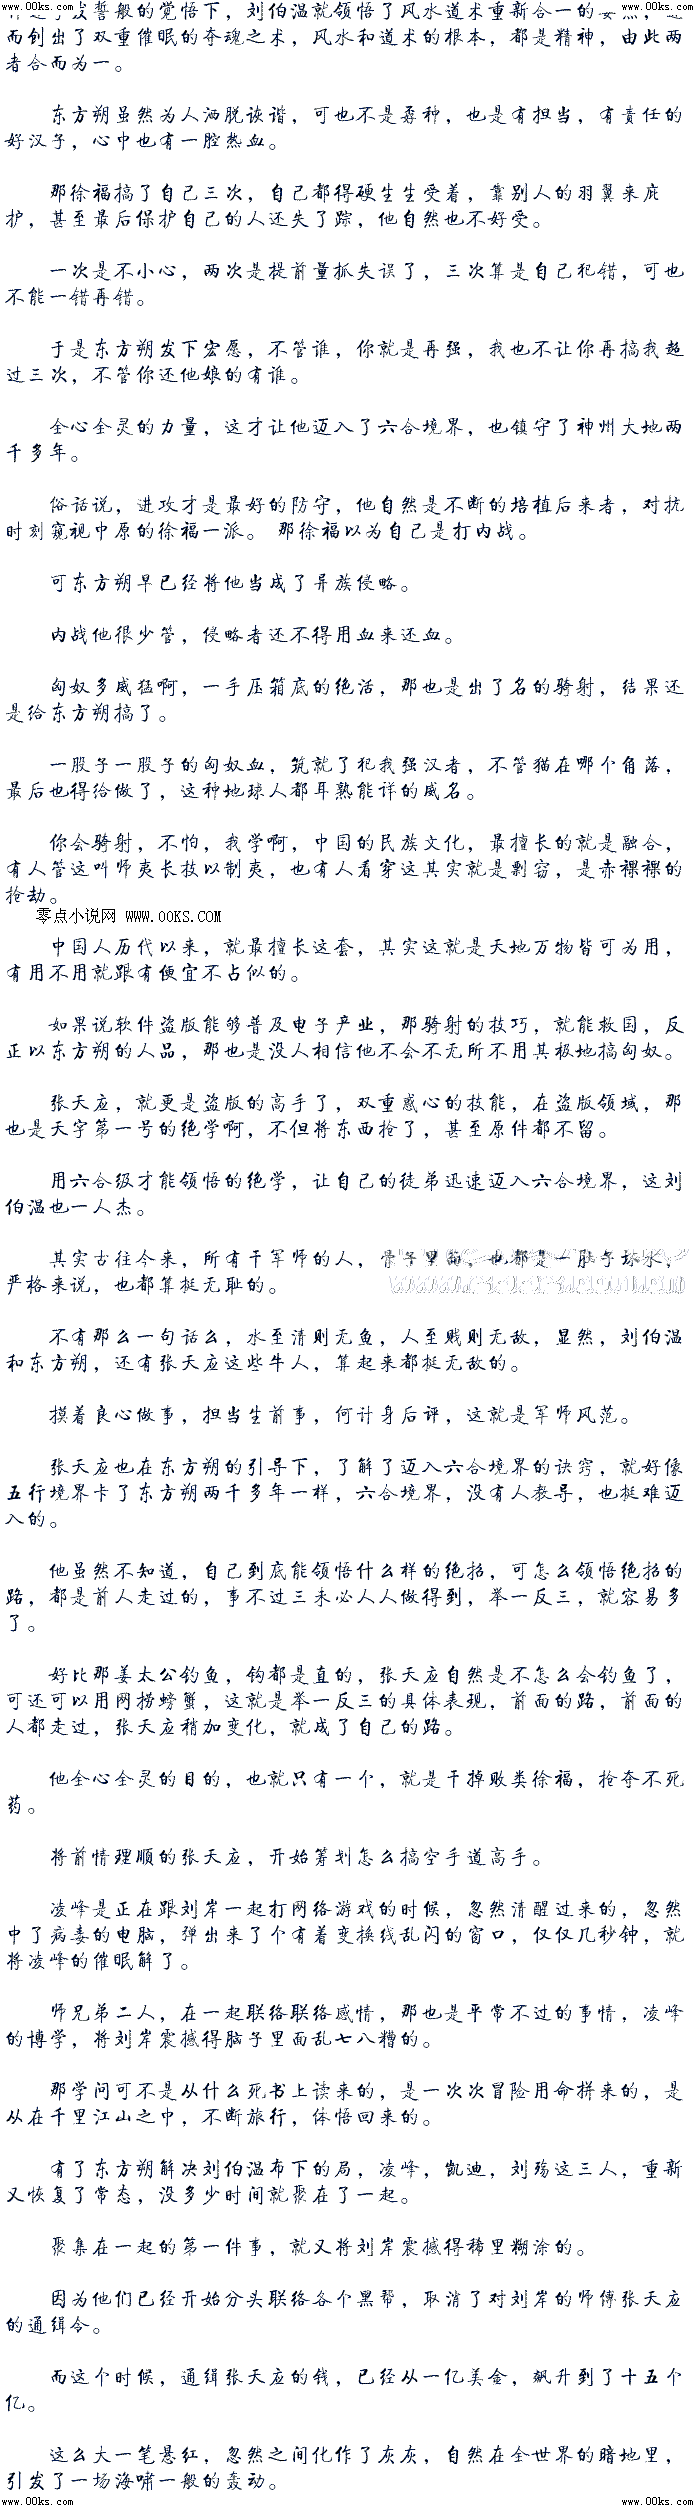 www.00ks.com www.00ks.com
般的觉悟下，刘伯温就领悟了风水道术重新合一的
而创出了双重催眠的夺魂之术，风水和道术的根本，都是精神，由此两
者合而为一。
东方朔虽然为人洒脱诙谐，可也不是孬种，也是有担当，有责任的
好汉子，心中也有一腔热血。
那徐福搞了自己三次，自己都得硬生生受着，靠别人的羽翼来庇
护，甚至最后保护自己的人还失了踪，他自然也不好受。
一次是不小心，两次是提前量抓失误了，三次算是自己犯错，可也
不能一错再错。
于是东方朔发下宏愿，不管谁，你就是再强，我也不让你再搞我超
过三次，不管你还他娘的有谁。
全心全灵的力量，这才让他迈入了六合境界，也镇守了神州大地两
千多年。
俗话说，进攻才是最好的防守，他自然是不断的培植后来者，对抗
时刻窥视中原的徐福一派。 那徐福以为自己是打内战。
可东方朔早已经将他当成了异族侵略。
内战他很少管，侵略者还不得用血来还血。
匈奴多威猛啊，一手压箱底的绝活，那也是出了名的骑射，结果还
是给东方朔搞了。
一股子一股子的匈奴血，筑就了犯我强汉者，不管猫在哪个角落，
最后也得给做了，这种地球人都耳熟能详的威名。
你会骑射，不怕，我学啊，中国的民族文化，最擅长的就是融合，
有人管这叫师夷长技以制夷，也有人看穿这其实就是剽窃，是赤裸裸的
抢劫。
零点小说网 www.00KS.COM
中国人历代以来，就最擅长这套，其实这就是天地万物皆可为用，
有用不用就跟有便宜不占似的。
如果说软件盗版能够普及电子产业，那骑射的技巧，就能救国，反
正以东方朔的人品，那也是没人相信他不会不无所不用其极地搞匈奴。
张天应，就更是盗版的高手了，双重惑心的技能，在盗版领域，那
也是天字第一号的绝学啊，不但将东西抢了，甚至原件都不留。
用六合级才能领悟的绝学，让自己的徒弟迅速迈入六合境界，这刘
伯温也一人杰。
其实古往今来，所有干军师的人，骨子里面，也都是一肚子坏水，
严格来说，也都算挺无耻的。
不有那么一句话么，水至清则无鱼，人至贱则无敌，显然，刘伯温
和东方朔，还有张天应这些牛人，算起来都挺无敌的。
摸着良心做事，担当生前事，何计身后评，这就是军师风范。
张天应也在东方朔的引导下，了解了迈入六合境界的诀窍，就好像
五行境界卡了东方朔两千多年一样，六合境界，没有人教导，也挺难迈
入的。
他虽然不知道，自己到底能领悟什么样的绝招，可怎么领悟绝招的
路，都是前人走过的，事不过三未必人人做得到，举一反三，就容易多
了。
好比那姜太公钓鱼，钩都是直的，张天应自然是不怎么会钓鱼了，
可还可以用网捞螃蟹，这就是举一反三的具体表现，前面的路，前面的
人都走过，张天应稍加变化，就成了自己的路。
他全心全灵的目的，也就只有一个，就是干掉败类徐福，抢夺不死
药。
将前情理顺的张天应，开始筹划怎么搞空手道高手。
凌峰是正在跟刘岸一起打网络游戏的时候，忽然清醒过来的，忽然
中了病毒的电脑，弹出来了个有着变换线乱闪的窗口，仅仅几秒钟，就
将凌峰的催眠解了。
师兄弟二人，在一起联络联络感情，那也是平常不过的事情，凌峰
的博学，将刘岸震撼得脑子里面乱七八糟的。
那学问可不是从什么死书上读来的，是一次次冒险用命拼来的，是
从在千里江山之中，不断旅行，体悟回来的。
有了东方朔解决刘伯温布下的局，凌峰，凯迪，刘殇这三人，重新
又恢复了常态，没多少时间就聚在了一起。
聚集在一起的第一件事，就又将刘岸震撼得稀里糊涂的。
因为他们已经开始分头联络各个黑帮，取消了对刘岸的师傅张天应
的通缉令。
而这个时候，通缉张天应的钱，已经从一亿美金，飙升到了十五个
亿。
这么大一笔悬红，忽然之间化作了灰灰，自然在全世界的暗地里，
引发了一场海啸一般的轰动。
www.00ks.com www.00ks.com